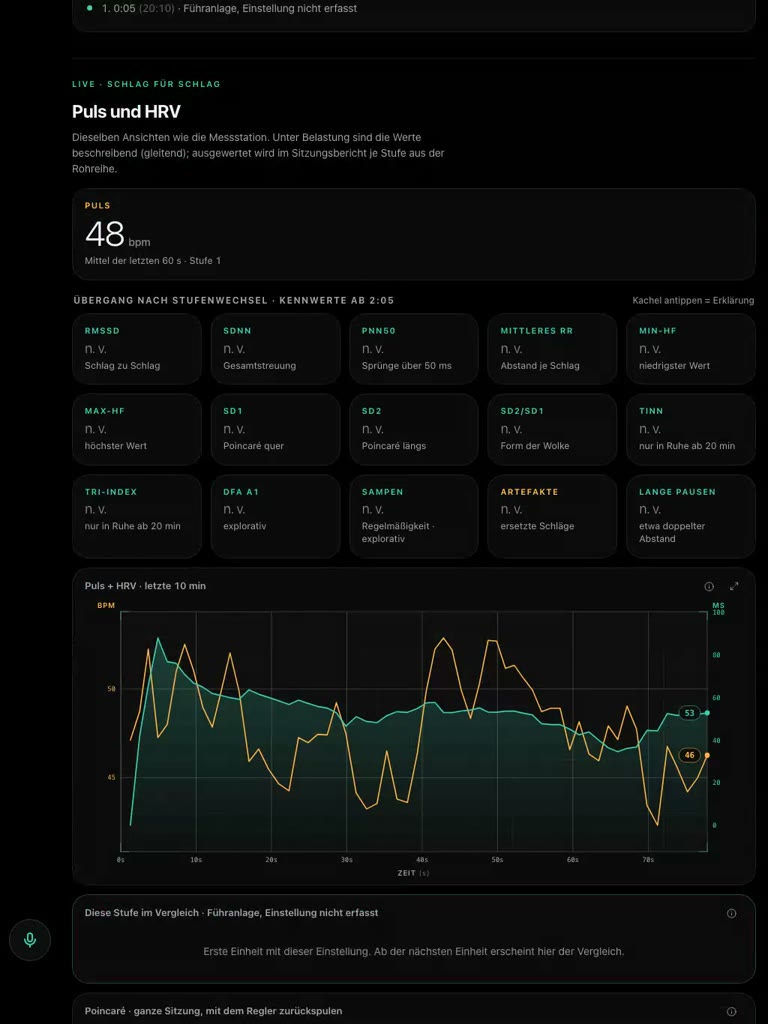 1. 0:05 (20:10) · Führanlage, Einstellung nicht erfasst
LIVE · SCHLAG FÜR SCHLAG
Puls und HRV
Dieselben Ansichten wie die Messstation. Unter Belastung sind die Werte
beschreibend (gleitend); ausgewertet wird im Sitzungsbericht je Stufe aus der
Rohreihe.
PULS
48 bpm
Mittel der letzten 60 s · Stufe 1
ÜBERGANG NACH STUFENWECHSEL · KENNWERTE AB 2:05
Kachel antippen = Erklärung
RMSSD
n. v.
Schlag zu Schlag
SDNN
n. v.
Gesamtstreuung
PNN50
n. v.
Sprünge über 50 ms
MITTLERES RR
n. v.
Abstand je Schlag
MIN-HF
n. v.
niedrigster Wert
MAX-HF
n. v.
höchster Wert
SD1
n. v.
Poincaré quer
SD2
n. v.
Poincaré längs
SD2/SD1
n. v.
Form der Wolke
TINN
n. v.
nur in Ruhe ab 20 min
TRI-INDEX
n. v.
nur in Ruhe ab 20 min
DFA A1
n. v.
explorativ
SAMPEN
n. v.
Regelmäßigkeit ·
explorativ
ARTEFAKTE
n. v.
ersetzte Schläge
LANGE PAUSEN
n. v.
etwa doppelter
Abstand
Puls + HRV · letzte 10 min
BPM
MS
100
80
50
60
53
40
46
45
20
0
0s 10s 20s 30s 40s 50s 60s 70s
ZEIT (s)
Diese Stufe im Vergleich · Führanlage, Einstellung nicht erfasst
Erste Einheit mit dieser Einstellung. Ab der nächsten Einheit erscheint hier der Vergleich.
Poincaré · ganze Sitzung, mit dem Regler zurückspulen